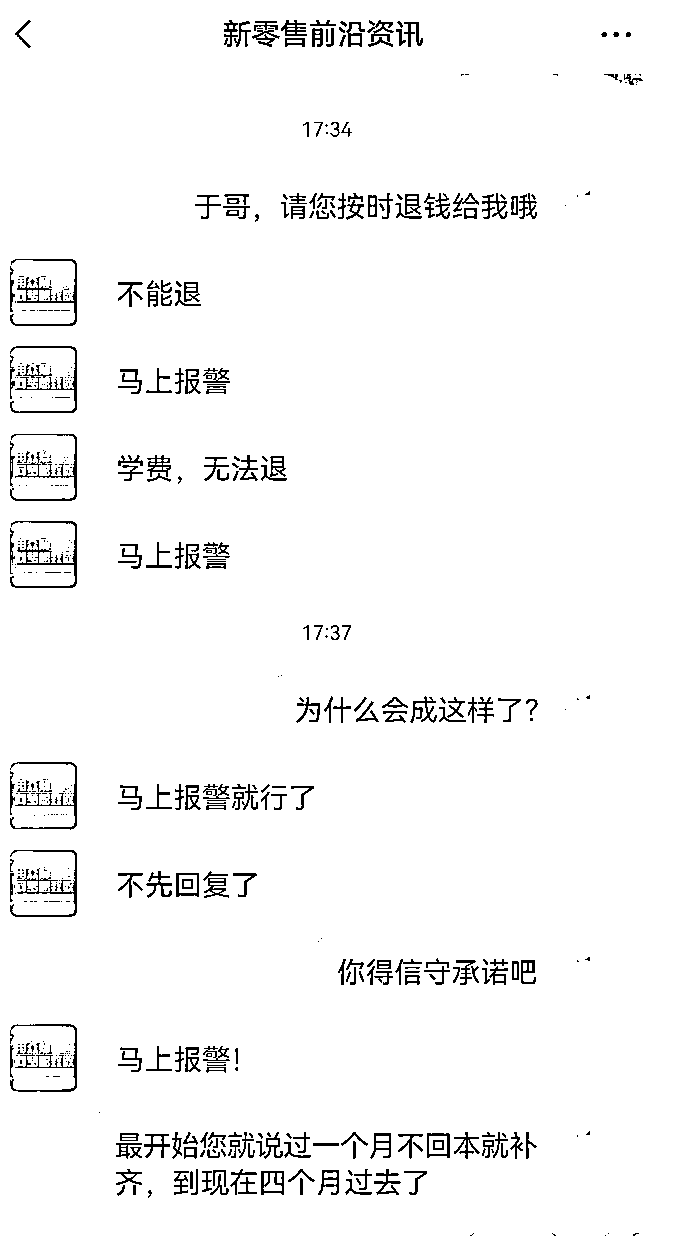 新零售前沿资讯
17:34
于哥，请您按时退钱给我哦
不能退
马上报警
学费，无法退
马上报警
17:37
为什么会成这样了？
马上报警就行了
不先回复了
你得信守承诺吧
马上报警！
最开始您就说过一个月不回本就补
齐，到现在四个月过去了